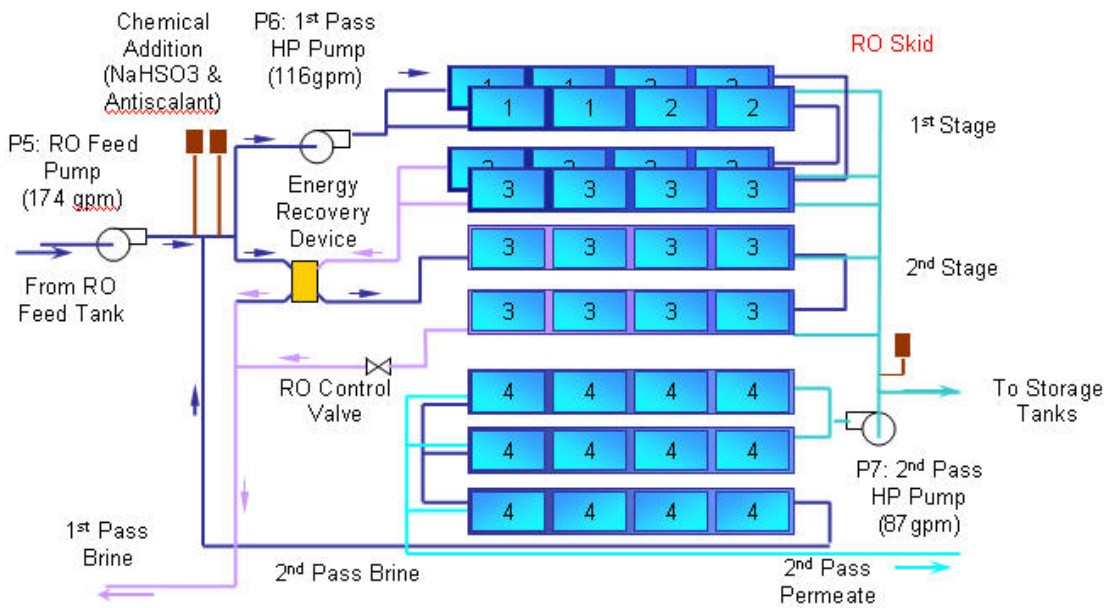 Chemical
Addition
(NaHSO3 &
Antiscalant)
P6: 1st Pass
HP Pump
(116gpm)
RO Skid
P5: RO Feed
Pump
(174 gpm)
From RO
Feed Tank
Energy
Recovery
Device
1 1 2 2
1 1 2 2
1st Stage
3 3 3 3
3 3 3 3
3 3 3 3
2nd Stage
3 3 3 3
RO Control
Valve
4 4 4 4
To Storage
Tanks
4 4 4 4
P7: 2nd Pass
HP Pump
(87gpm)
4 4 4 4
1st Pass
Brine
2nd Pass Brine
2nd Pass
Permeate